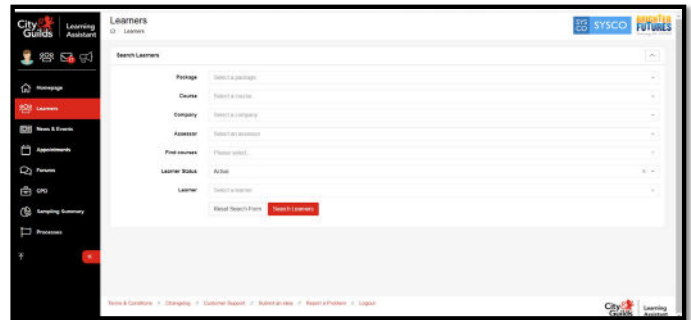 City Guilds
Learning Assistant
Learners
Learners
SYS CO
SYSCO
BRIGHTER FUTURES
Search Learners
Homepage
Learners
News & Events
Appointments
Forums
CPD
Sampling Summary
Processes
Package
Select a package
Course
Select a course
Company
Select a company
Assessor
Select an assessor
Find courses
Please select
Learner Status
Active
Learner
Select a learner
Reset Search Form
Search Learners
Terms & Conditions / Changelog / Customer Support / Submit an idea / Report a Problem / Logout
City Guilds
Learning Assistant